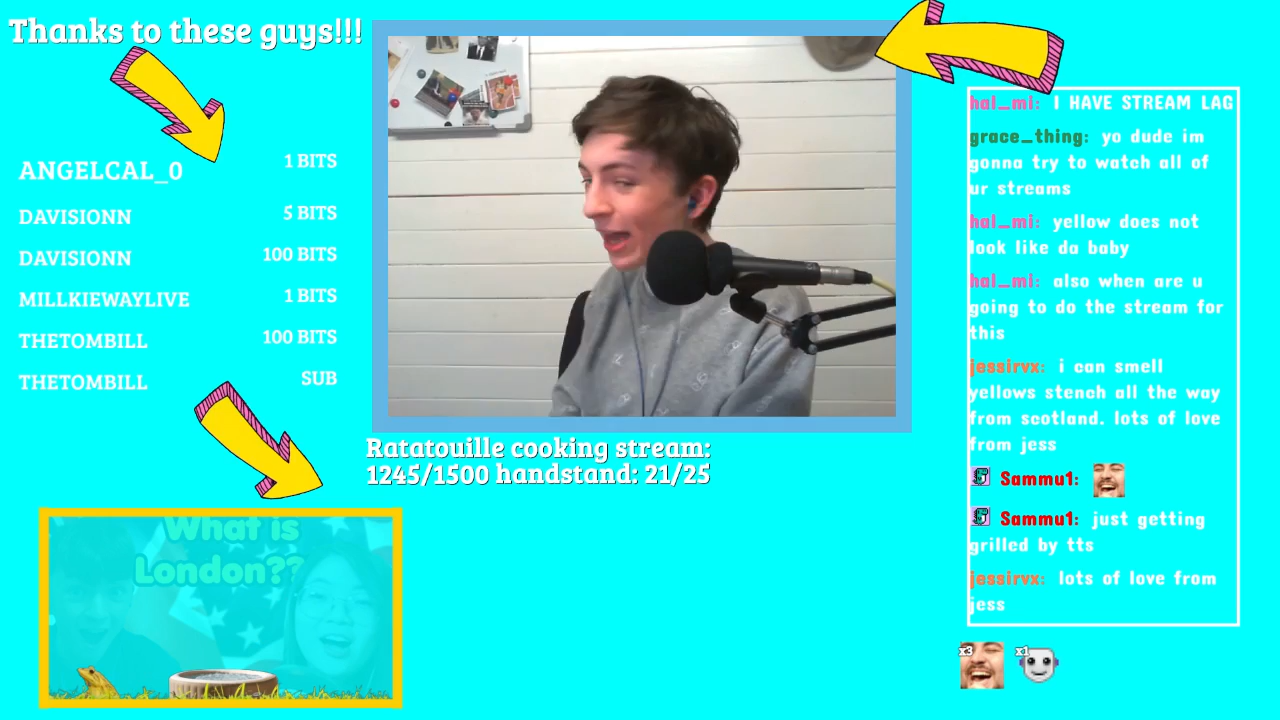 Thanks to these guys!!!
ANGELCAL_0 1 BITS
DAVISIONN 5 BITS
DAVISIONN 100 BITS
MILLKIEWAYLIVE 1 BITS
THETOMBILL 100 BITS
THETOMBILL SUB
Ratatouille cooking stream:
1245/1500 handstand: 21/25
What is
London??
hal_mi: I HAVE STREAM LAG
grace_thing: yo dude im
gonna try to watch all of
ur streams
hal_mi: yellow does not
look like da baby
hal_mi: also when are u
going to do the stream for
this
jessirvx: i can smell
yellows stench all the way
from scotland. lots of love
from jess
Sammu1:
Sammu1: just getting
grilled by tts
jessirvx: lots of love from
jess
x3 x1